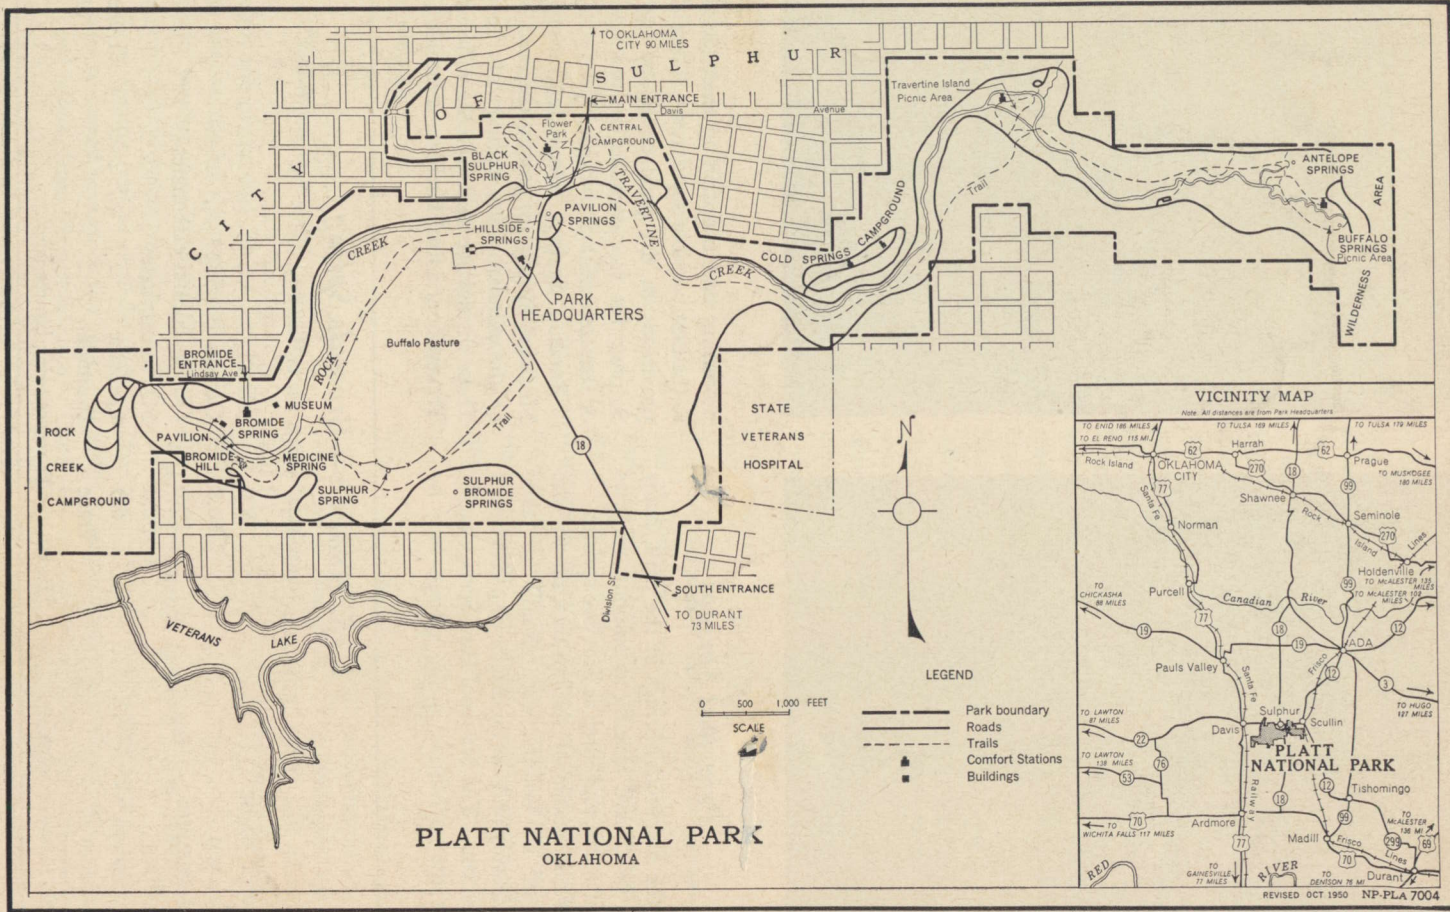 TO OKLAHOMA
CITY 90 MILES
CITY OF SULPHUR
MAIN ENTRANCE
Davis Avenue
Flower
Park
CENTRAL
CAMPGROUND
BLACK
SULPHUR
SPRING
Travertine Island
Picnic Area
ANTELOPE
SPRINGS
Trail
WILDERNESS AREA
BUFFALO
SPRINGS
Picnic Area
PAVILION
SPRINGS
HILLSIDE
SPRINGS
TRAVERTINE CREEK
COLD SPRINGS CAMPGROUND
ROCK CREEK
PARK
HEADQUARTERS
Buffalo Pasture
BROMIDE
ENTRANCE
Lindsay Ave
MUSEUM
BROMIDE
SPRING
PAVILION
BROMIDE
HILL
MEDICINE
SPRING
SULPHUR
SPRING
SULPHUR
BROMIDE
SPRINGS
Trail
18
ROCK
CREEK
CAMPGROUND
STATE
VETERANS
HOSPITAL
N
SOUTH ENTRANCE
Division St
TO DURANT
73 MILES
VETERANS LAKE
0 500 1,000 FEET
SCALE
LEGEND
Park boundary
Roads
Trails
Comfort Stations
Buildings
PLATT NATIONAL PARK
OKLAHOMA
VICINITY MAP
Note: All distances are from Park Headquarters
TO ENID 186 MILES
TO EL RENO 115 MI.
TO TULSA 169 MILES
TO TULSA 179 MILES
Rock Island
OKLAHOMA
CITY
Harrah
62
270
18
62
Prague
TO MUSKOGEE
180 MILES
77
Santa Fe
Shawnee
99
Rock Island Lines
Seminole
270
Norman
Holdenville
TO McALESTER 135
MILES
TO McALESTER 102
MILES
99
TO
CHICKASHA
88 MILES
Purcell
Canadian River
77
19
18
19
ADA
12
Pauls Valley
Frisco
12
3
TO HUGO
127 MILES
Santa Fe
Railway
TO LAWTON
87 MILES
22
Davis
Sulphur
Scullin
PLATT
NATIONAL PARK
TO LAWTON
138 MILES
76
53
18
12
Tishomingo
99
TO
McALESTER
136 MI
TO
WICHITA FALLS 117 MILES
70
Ardmore
77
Madill
Frisco Lines
299
69
70
Durant
RED RIVER
TO
GAINESVILLE
77 MILES
TO
DENISON 76 MI
REVISED OCT. 1950 NP-PLA 7004